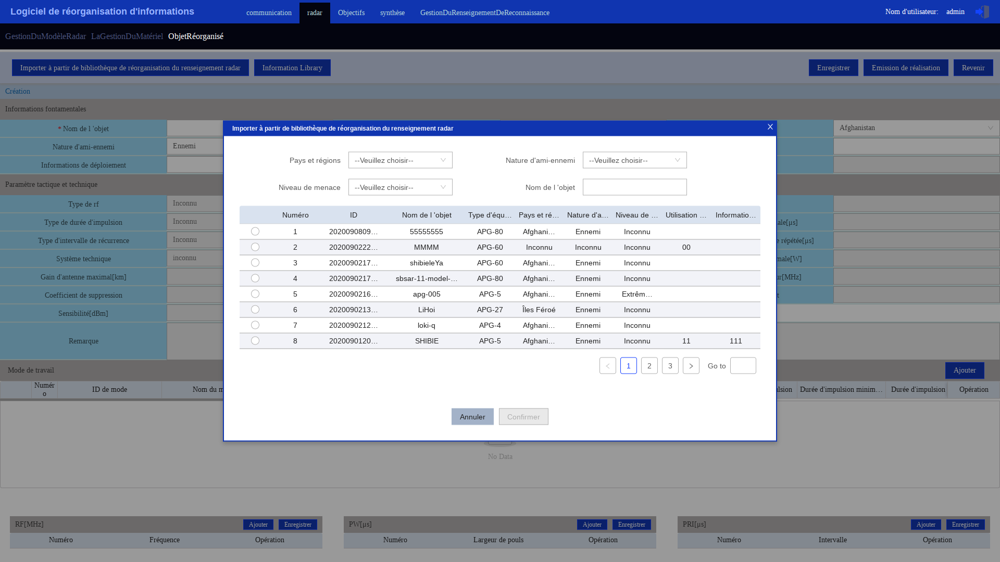 Logiciel de réorganisation d'informations
communication radar Objectifs synthèse GestionDuRenseignementDeReconnaissance
Nom d'utilisateur: admin
GestionDuModèleRadar LaGestionDuMatériel ObjetRéorganisé
Importer à partir de bibliothèque de réorganisation du renseignement radar Information Library
Enregistrer Emission de réalisation Revenir
Création
Informations fontamentales
* Nom de l 'objet
Afghanistan
Nature d'ami-ennemi Ennemi
Informations de déploiement
Paramètre tactique et technique
Type de rf Inconnu
Type de durée d'impulsion Inconnu
ale[μs]
Type d'intervalle de récurrence Inconnu
répétée[μs]
Système technique inconnu
male[W]
Gain d'antenne maximal[km]
ur[MHz]
Coefficient de suppression
t
Sensibilité[dBm]
Remarque
Mode de travail
Ajouter
Numéro ID de mode Nom du m
ulsion Durée d'impulsion minim… Durée d'impulsion Opération
No Data
Importer à partir de bibliothèque de réorganisation du renseignement radar
X
Pays et régions --Veuillez choisir-- Nature d'ami-ennemi --Veuillez choisir--
Niveau de menace --Veuillez choisir-- Nom de l 'objet
Numéro ID Nom de l 'objet Type d'équ… Pays et ré… Nature d'a… Niveau de … Utilisation … Informatio…
1 2020090809… 55555555 APG-80 Afghani… Ennemi Inconnu
2 2020090222… MMMM APG-60 Inconnu Inconnu Inconnu 00
3 2020090217… shibieleYa APG-60 Afghani… Ennemi Inconnu
4 2020090217… sbsar-11-model-… APG-80 Afghani… Ennemi Inconnu
5 2020090216… apg-005 APG-5 Afghani… Ennemi Extrêm…
6 2020090213… LiHoi APG-27 Îles Féroé Ennemi Inconnu
7 2020090212… loki-q APG-4 Afghani… Ennemi Inconnu
8 2020090120… SHIBIE APG-5 Afghani… Ennemi Inconnu 11 111
< 1 2 3 > Go to
Annuler Confirmer
RF[MHz] Ajouter Enregistrer
Numéro Fréquence Opération
PW[μs] Ajouter Enregistrer
Numéro Largeur de pouls Opération
PRI[μs] Ajouter Enregistrer
Numéro Intervalle Opération